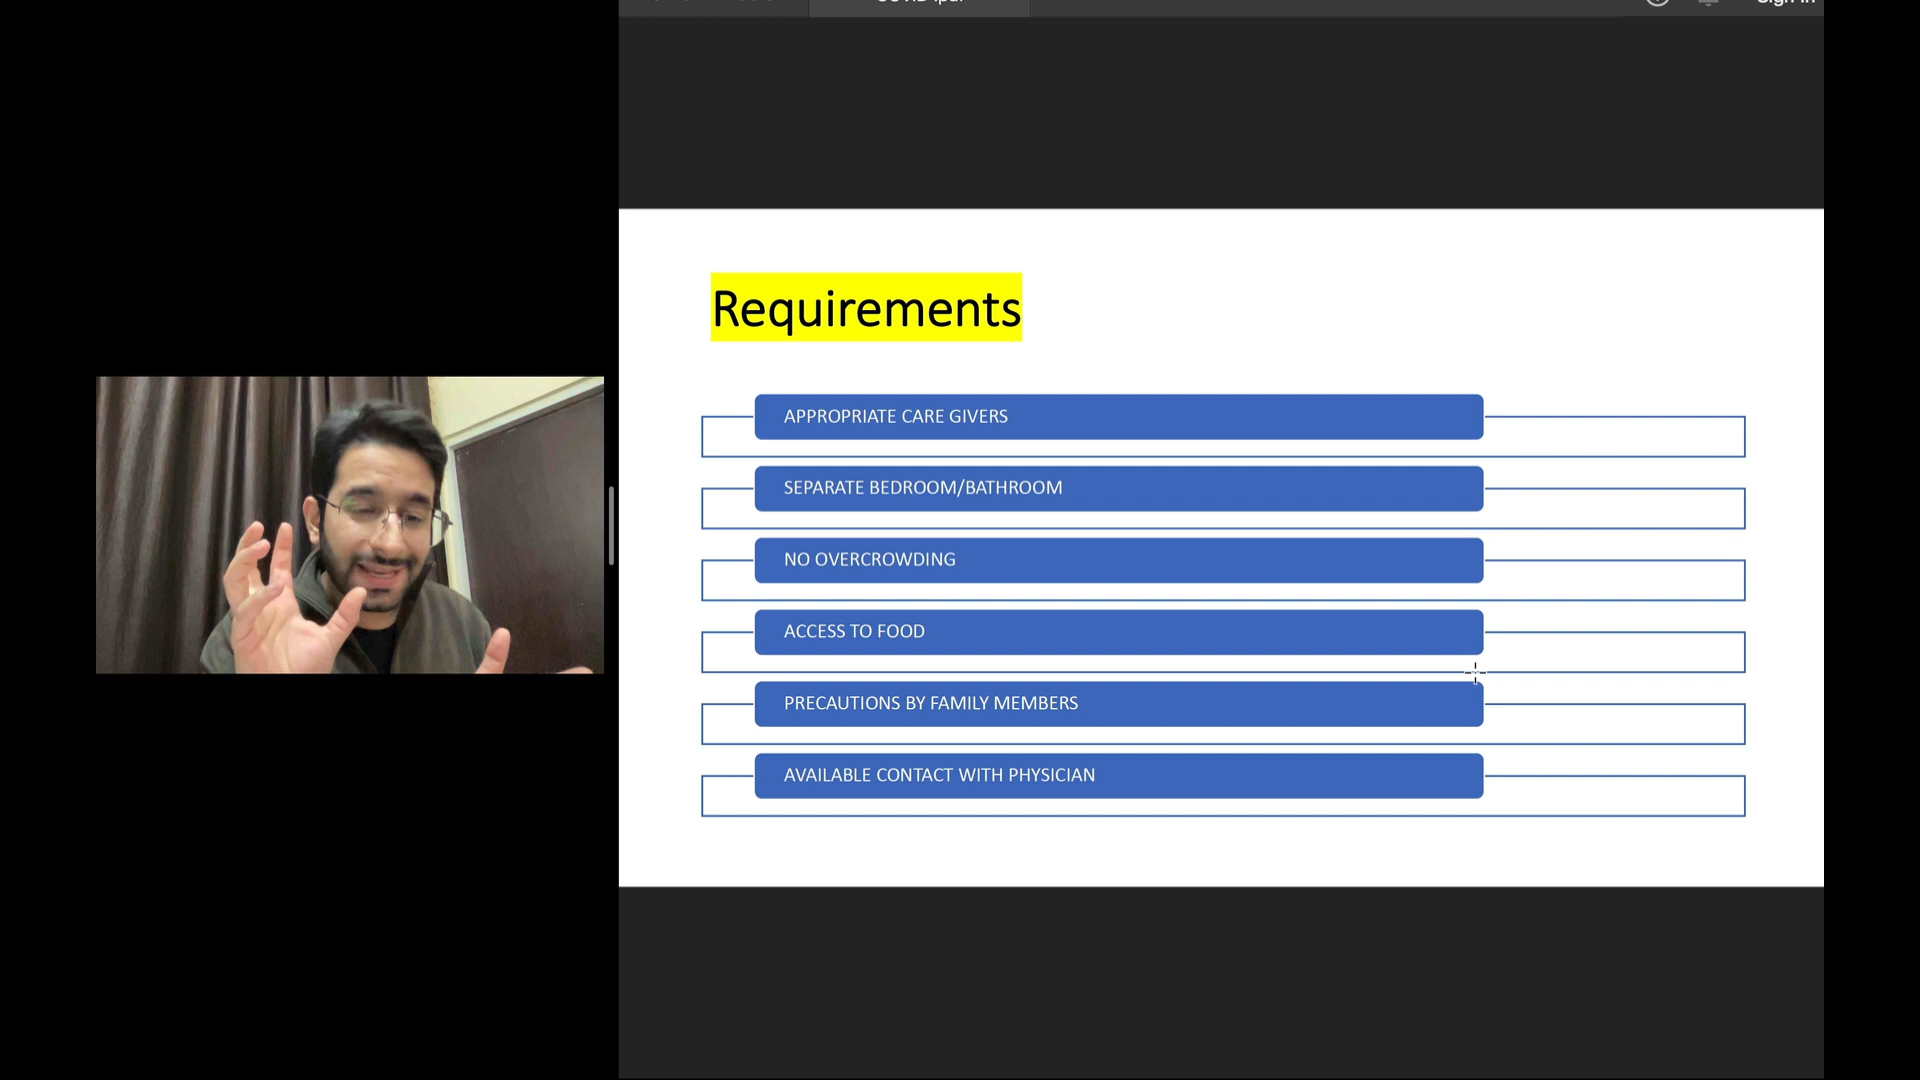 Requirements
APPROPRIATE CARE GIVERS
SEPARATE BEDROOM/BATHROOM
NO OVERCROWDING
ACCESS TO FOOD
PRECAUTIONS BY FAMILY MEMBERS
AVAILABLE CONTACT WITH PHYSICIAN